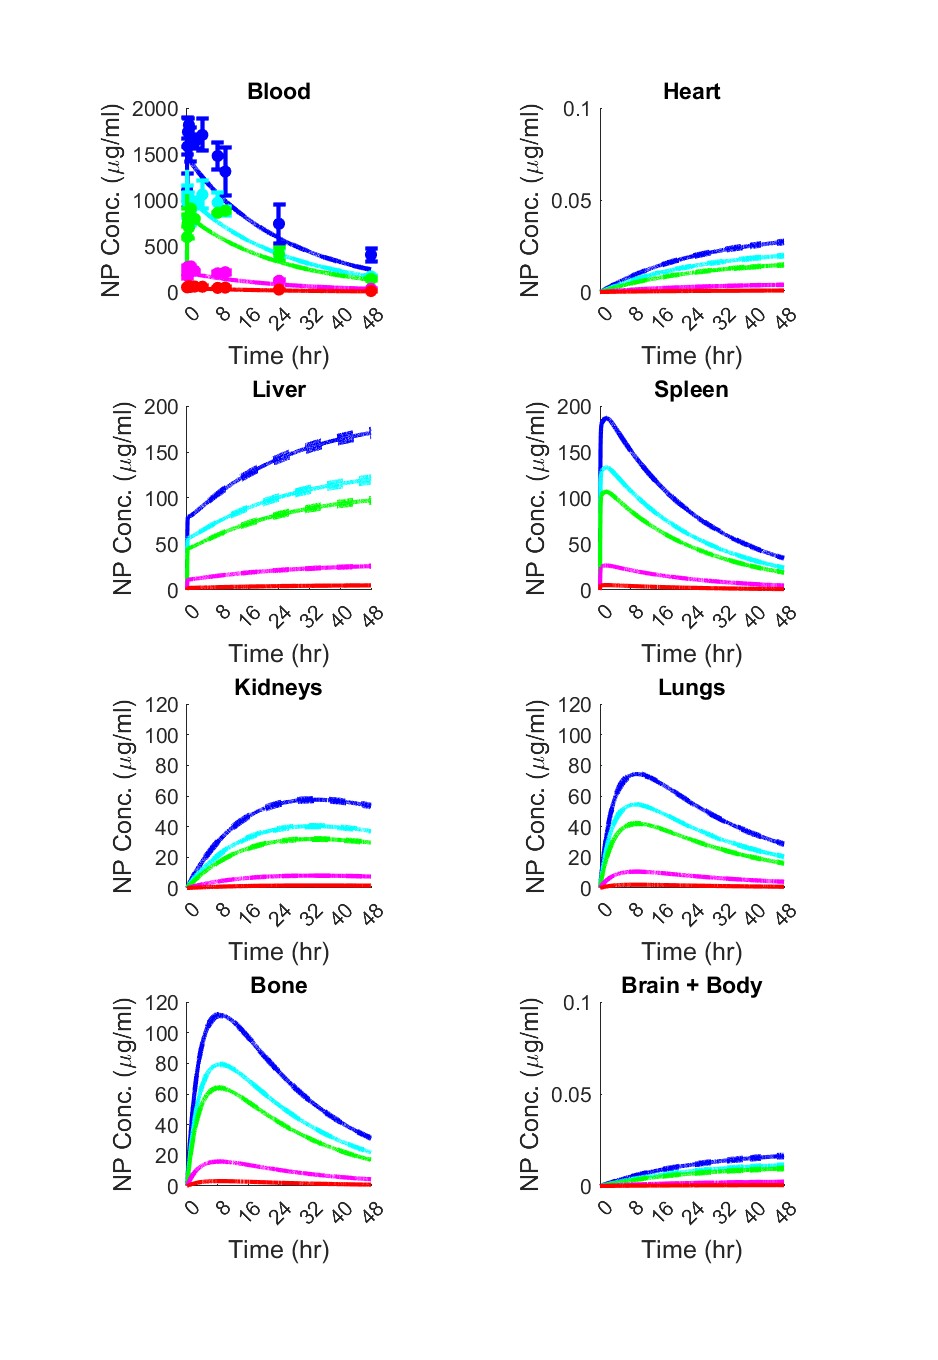 Blood
NP Conc. (μg/ml)
2000
1500
1000
500
0
0 8 16 24 32 40 48
Time (hr)
Heart
NP Conc. (μg/ml)
0.1
0.05
0
0 8 16 24 32 40 48
Time (hr)
Liver
NP Conc. (μg/ml)
200
150
100
50
0
0 8 16 24 32 40 48
Time (hr)
Spleen
NP Conc. (μg/ml)
200
150
100
50
0
0 8 16 24 32 40 48
Time (hr)
Kidneys
NP Conc. (μg/ml)
120
100
80
60
40
20
0
0 8 16 24 32 40 48
Time (hr)
Lungs
NP Conc. (μg/ml)
120
100
80
60
40
20
0
0 8 16 24 32 40 48
Time (hr)
Bone
NP Conc. (μg/ml)
120
100
80
60
40
20
0
0 8 16 24 32 40 48
Time (hr)
Brain + Body
NP Conc. (μg/ml)
0.1
0.05
0
0 8 16 24 32 40 48
Time (hr)